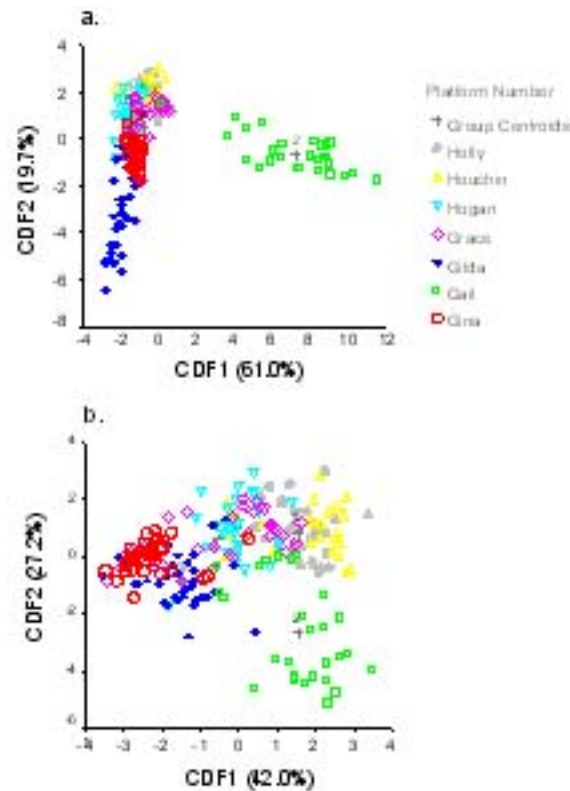 a.
4
2
0
-2
-4
-6
-8
CDF2 (19.7%)
-4 -2 0 2 4 6 8 10 12
CDF1 (61.0%)
2
Platform Number
Group Centroids
Holly
Houchin
Hogan
Grace
Gilda
Gail
Gina
b.
4
2
0
-2
-4
-6
CDF2 (27.2%)
-4 -3 -2 -1 0 1 2 3 4
CDF1 (42.0%)